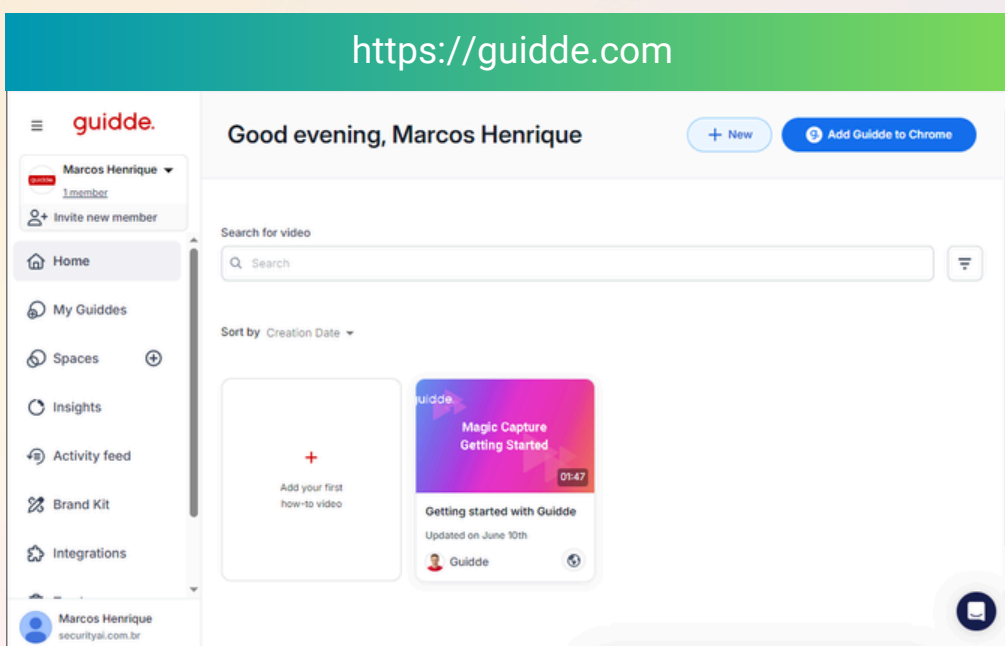 https://guidde.com
guidde.
Good evening, Marcos Henrique
+ New
g. Add Guidde to Chrome
guidde
Marcos Henrique
1 member
Invite new member
Home
My Guiddes
Spaces
Insights
Activity feed
Brand Kit
Integrations
Marcos Henrique
securityai.com.br
Search for video
Search
Sort by Creation Date
+
Add your first
how-to video
guidde.
Magic Capture
Getting Started
01:47
Getting started with Guidde
Updated on June 10th
Guidde